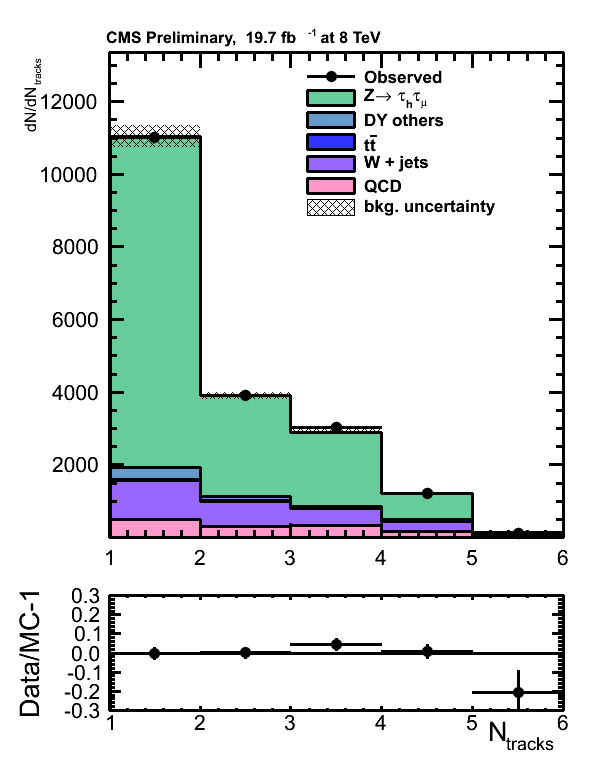 CMS Preliminary, 19.7 fb -1 at 8 TeV
dN/dNtracks
Observed
Z→ τhτμ
DY others
tt̄
W + jets
QCD
bkg. uncertainty
12000
10000
8000
6000
4000
2000
1 2 3 4 5 6
Data/MC-1
0.3
0.2
0.1
0.0
-0.1
-0.2
-0.3
1 2 3 4 5 6
Ntracks